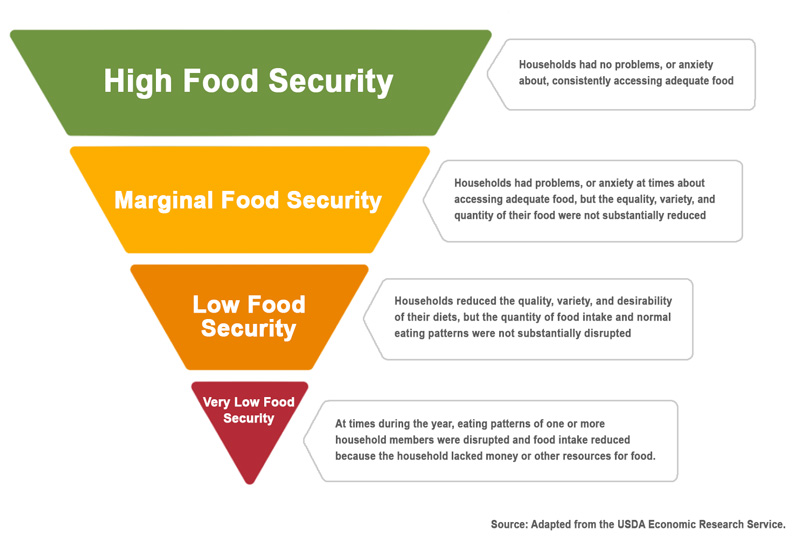 High Food Security
Households had no problems, or anxiety
about, consistently accessing adequate food
Marginal Food Security
Households had problems, or anxiety at times about
accessing adequate food, but the equality, variety, and
quantity of their food were not substantially reduced
Low Food
Security
Households reduced the quality, variety, and desirability
of their diets, but the quantity of food intake and normal
eating patterns were not substantially disrupted
Very Low Food
Security
At times during the year, eating patterns of one or more
household members were disrupted and food intake reduced
because the household lacked money or other resources for food.
Source: Adapted from the USDA Economic Research Service.